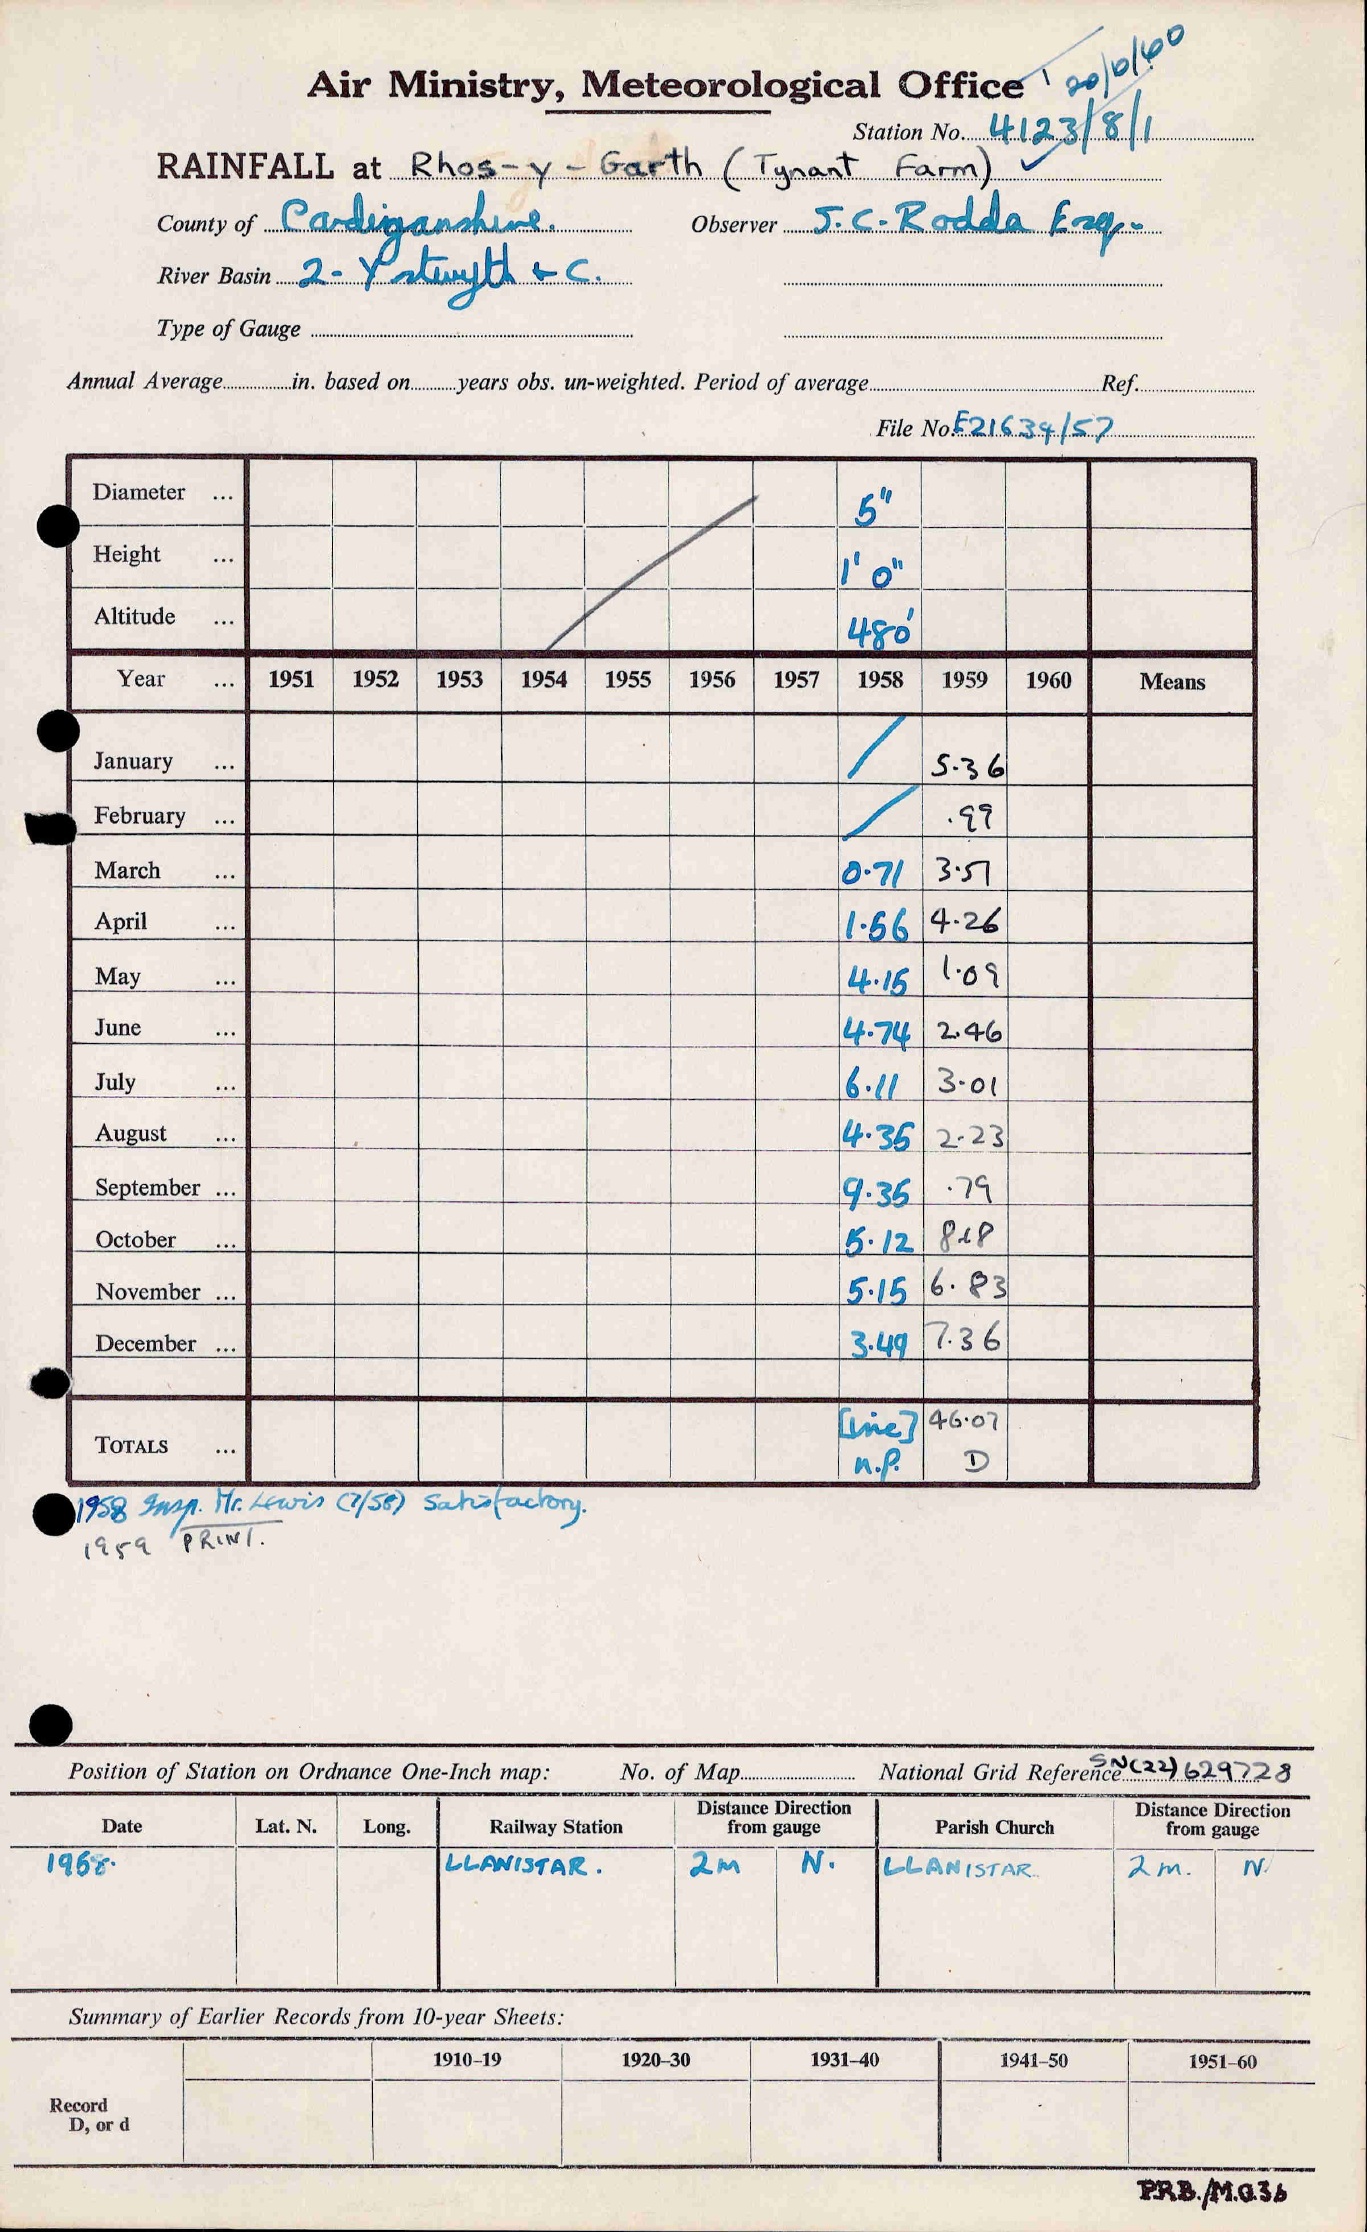 Air Ministry, Meteorological Office
20/6/60
Station No. 4123/8/1
RAINFALL at Rhos-y-Garth (Tynant Farm) ✓
County of Cardiganshire. Observer J.C. Rodda Esq.
River Basin 2- Ystwyth & C.
Type of Gauge
Annual Average in. based on years obs. un-weighted. Period of average Ref.
File No. E21634/57
Diameter ... 5"
Height ... 1' 0"
Altitude ... 480'
Year ... 1951 1952 1953 1954 1955 1956 1957 1958 1959 1960 Means
January ... / 5.36
February ... / .99
March ... 0.71 3.51
April ... 1.56 4.26
May ... 4.15 1.09
June ... 4.74 2.46
July ... 6.11 3.01
August ... 4.35 2.23
September ... 9.35 .79
October ... 5.12 8.18
November ... 5.15 6.83
December ... 3.49 7.36
TOTALS ... [Inc] 46.07
n.p. D
1958 Insp. Mr. Lewis (7/58) Satisfactory.
1959 PRINT.
Position of Station on Ordnance One-Inch map: No. of Map National Grid Reference SN(22)629728
Date Lat. N. Long. Railway Station Distance Direction from gauge Parish Church Distance Direction from gauge
1958. LLANISTAR. 2m N. LLANISTAR. 2m. N.
Summary of Earlier Records from 10-year Sheets:
1910–19 1920–30 1931–40 1941–50 1951–60
Record
D, or d
P.R.B./M.O.36